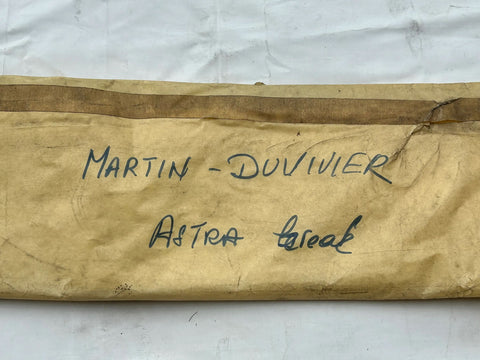 MARTIN - DUVIVIER
ASTRA break